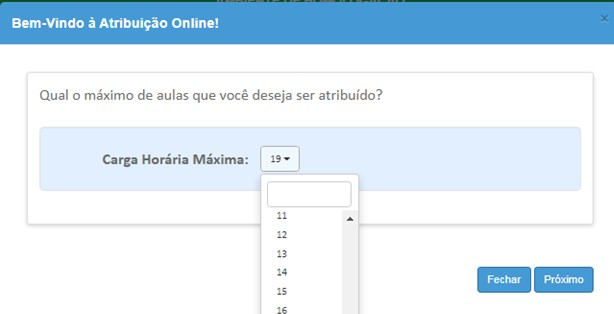 Bem-Vindo à Atribuição Online!
×
Qual o máximo de aulas que você deseja ser atribuído?
Carga Horária Máxima: 19
11
12
13
14
15
16
Fechar Próximo